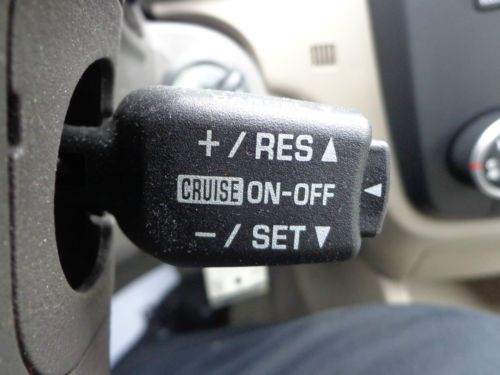 + / RES ▲
CRUISE ON-OFF ◄
− / SET ▼